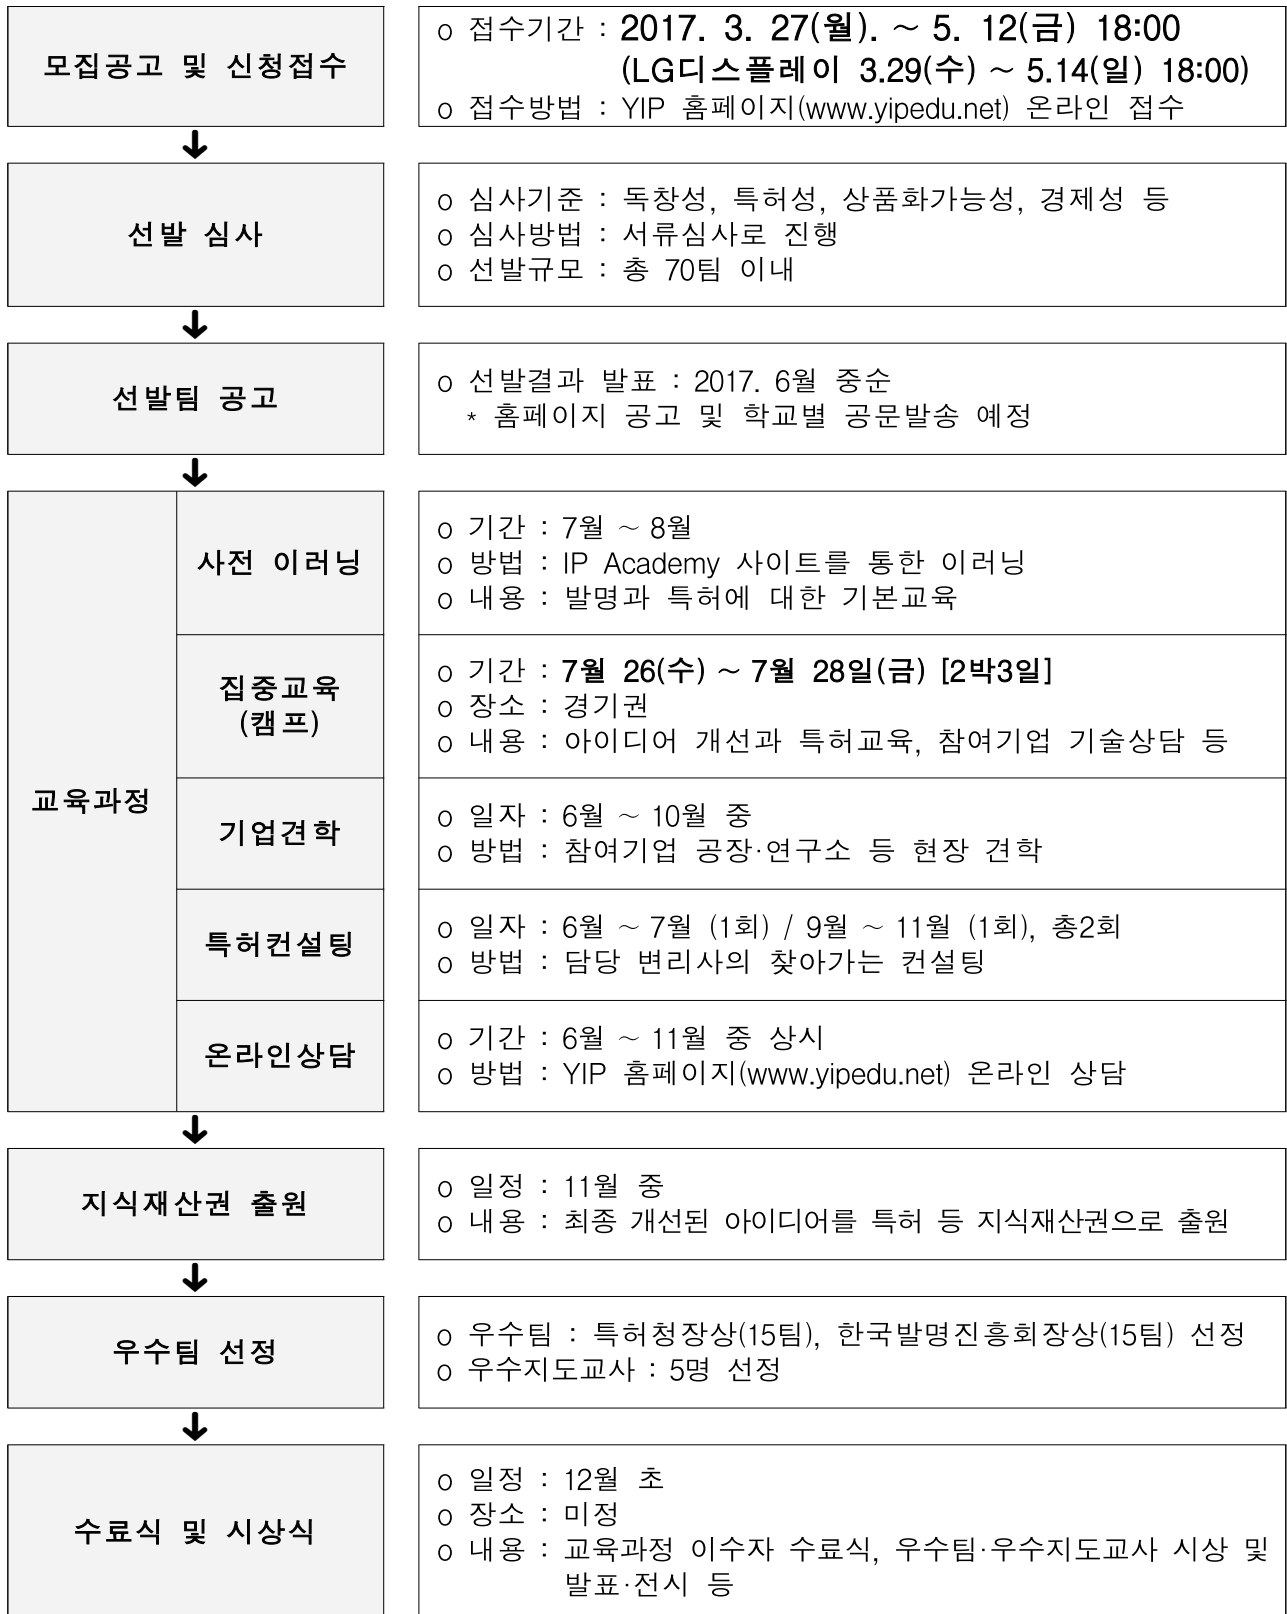 모집공고 및 신청접수
o 접수기간 : 2017. 3. 27(월). ~ 5. 12(금) 18:00
(LG디스플레이 3.29(수) ~ 5.14(일) 18:00)
o 접수방법 : YIP 홈페이지(www.yipedu.net) 온라인 접수
선발 심사
o 심사기준 : 독창성, 특허성, 상품화가능성, 경제성 등
o 심사방법 : 서류심사로 진행
o 선발규모 : 총 70팀 이내
선발팀 공고
o 선발결과 발표 : 2017. 6월 중순
* 홈페이지 공고 및 학교별 공문발송 예정
교육과정
사전 이러닝
o 기간 : 7월 ~ 8월
o 방법 : IP Academy 사이트를 통한 이러닝
o 내용 : 발명과 특허에 대한 기본교육
집중교육
(캠프)
o 기간 : 7월 26(수) ~ 7월 28일(금) [2박3일]
o 장소 : 경기권
o 내용 : 아이디어 개선과 특허교육, 참여기업 기술상담 등
기업견학
o 일자 : 6월 ~ 10월 중
o 방법 : 참여기업 공장·연구소 등 현장 견학
특허컨설팅
o 일자 : 6월 ~ 7월 (1회) / 9월 ~ 11월 (1회), 총2회
o 방법 : 담당 변리사의 찾아가는 컨설팅
온라인상담
o 기간 : 6월 ~ 11월 중 상시
o 방법 : YIP 홈페이지(www.yipedu.net) 온라인 상담
지식재산권 출원
o 일정 : 11월 중
o 내용 : 최종 개선된 아이디어를 특허 등 지식재산권으로 출원
우수팀 선정
o 우수팀 : 특허청장상(15팀), 한국발명진흥회장상(15팀) 선정
o 우수지도교사 : 5명 선정
수료식 및 시상식
o 일정 : 12월 초
o 장소 : 미정
o 내용 : 교육과정 이수자 수료식, 우수팀·우수지도교사 시상 및
발표·전시 등